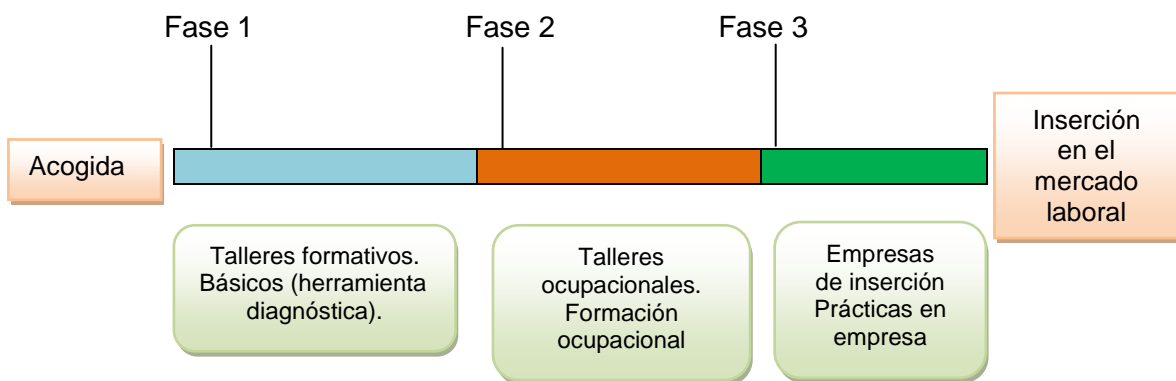 Fase 1
Fase 2
Fase 3
Acogida
Inserción
en el
mercado
laboral
Talleres formativos.
Básicos (herramienta
diagnóstica).
Talleres
ocupacionales.
Formación
ocupacional
Empresas
de inserción
Prácticas en
empresa